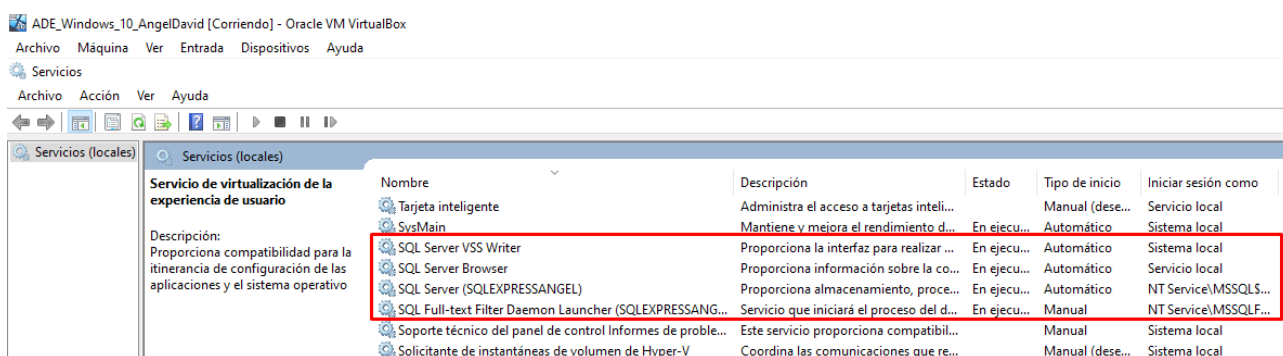 ADE_Windows_10_AngelDavid [Corriendo] - Oracle VM VirtualBox
Archivo Máquina Ver Entrada Dispositivos Ayuda
Servicios
Archivo Acción Ver Ayuda
Servicios (locales)
Servicios (locales)
Servicio de virtualización de la
experiencia de usuario
Descripción:
Proporciona compatibilidad para la
itinerancia de configuración de las
aplicaciones y el sistema operativo
Nombre Descripción Estado Tipo de inicio Iniciar sesión como
Tarjeta inteligente Administra el acceso a tarjetas inteli... Manual (dese... Servicio local
SysMain Mantiene y mejora el rendimiento d... En ejecu... Automático Sistema local
SQL Server VSS Writer Proporciona la interfaz para realizar ... En ejecu... Automático Sistema local
SQL Server Browser Proporciona información sobre la co... En ejecu... Automático Servicio local
SQL Server (SQLEXPRESSANGEL) Proporciona almacenamiento, proce... En ejecu... Automático NT Service\MSSQL$...
SQL Full-text Filter Daemon Launcher (SQLEXPRESSANG... Servicio que iniciará el proceso del d... En ejecu... Manual NT Service\MSSQLF...
Soporte técnico del panel de control Informes de proble... Este servicio proporciona compatibil... Manual Sistema local
Solicitante de instantáneas de volumen de Hyper-V Coordina las comunicaciones que re... Manual (dese... Sistema local